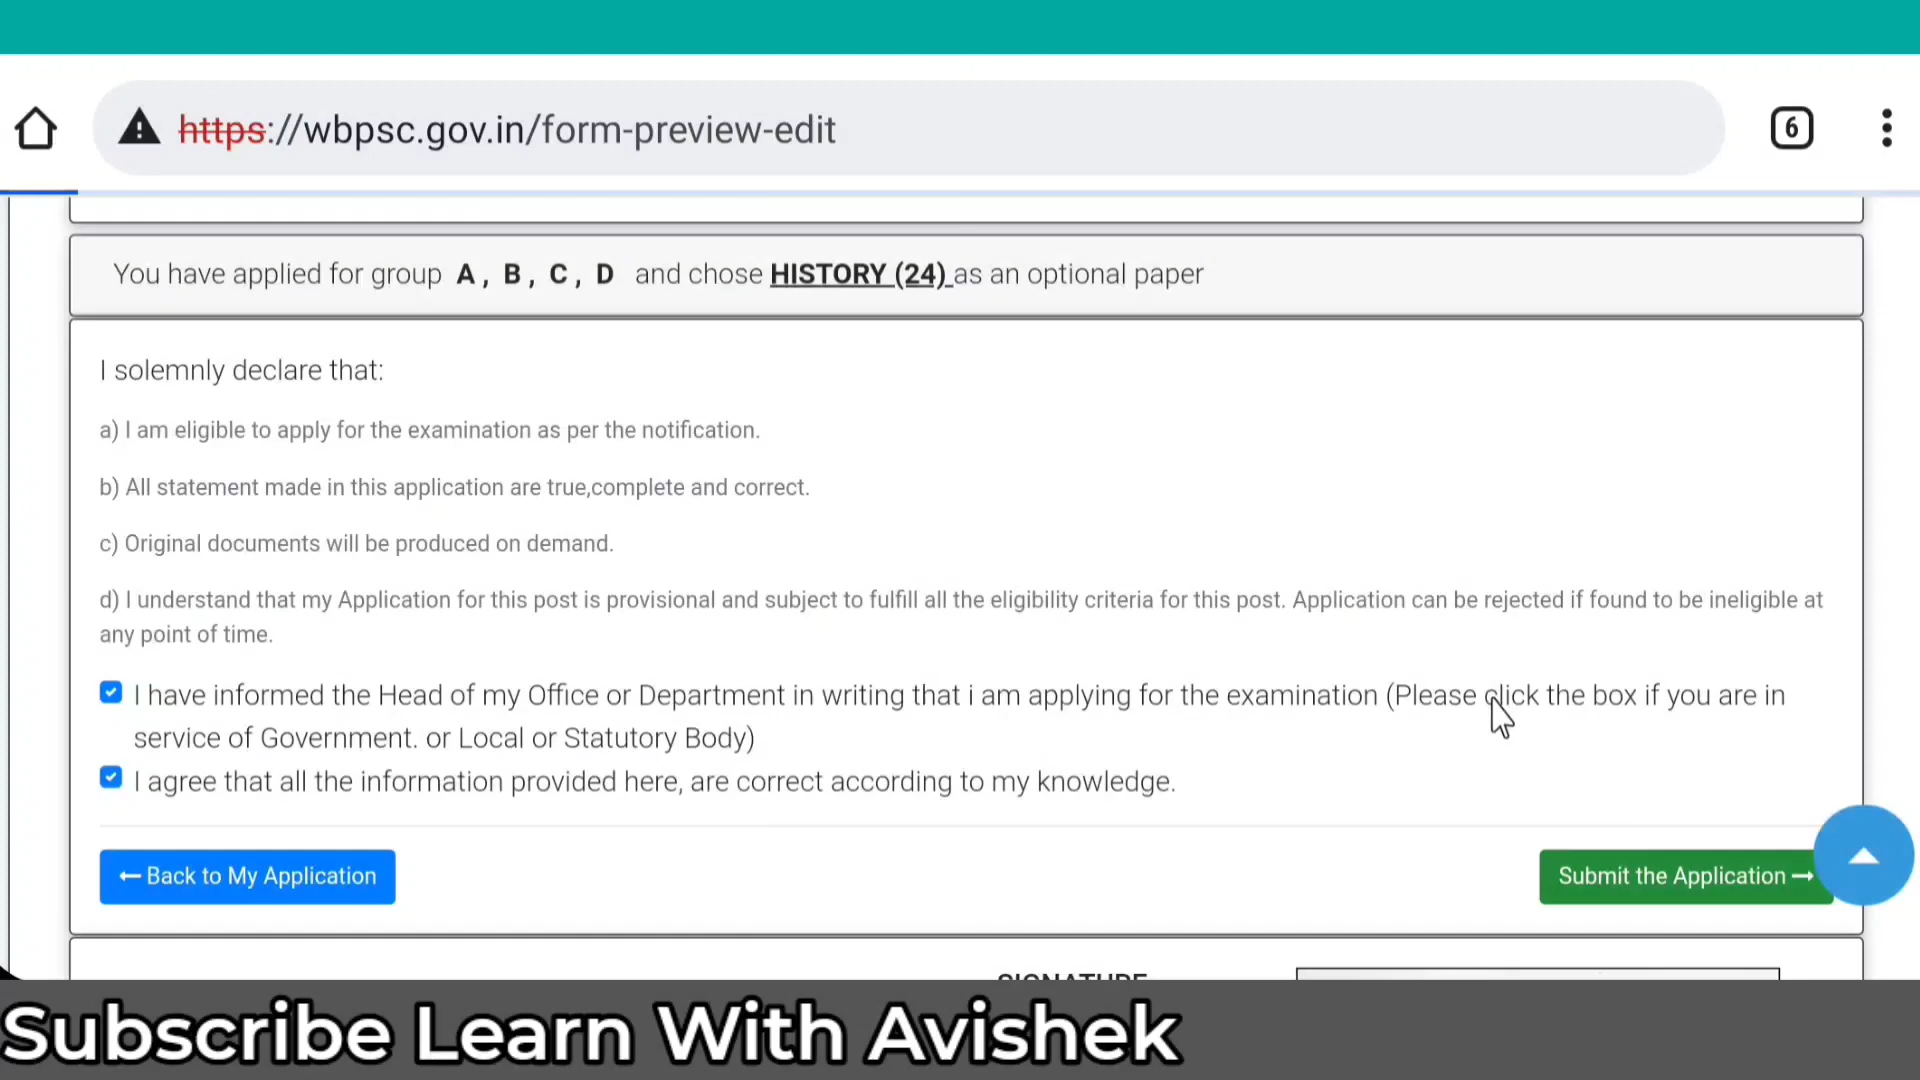 https://wbpsc.gov.in/form-preview-edit
6
You have applied for group A , B , C , D and chose HISTORY (24) as an optional paper
I solemnly declare that:
a) I am eligible to apply for the examination as per the notification.
b) All statement made in this application are true,complete and correct.
c) Original documents will be produced on demand.
d) I understand that my Application for this post is provisional and subject to fulfill all the eligibility criteria for this post. Application can be rejected if found to be ineligible at
any point of time.
I have informed the Head of my Office or Department in writing that i am applying for the examination (Please click the box if you are in
service of Government. or Local or Statutory Body)
I agree that all the information provided here, are correct according to my knowledge.
← Back to My Application
Submit the Application →
SIGNATURE
Subscribe Learn With Avishek